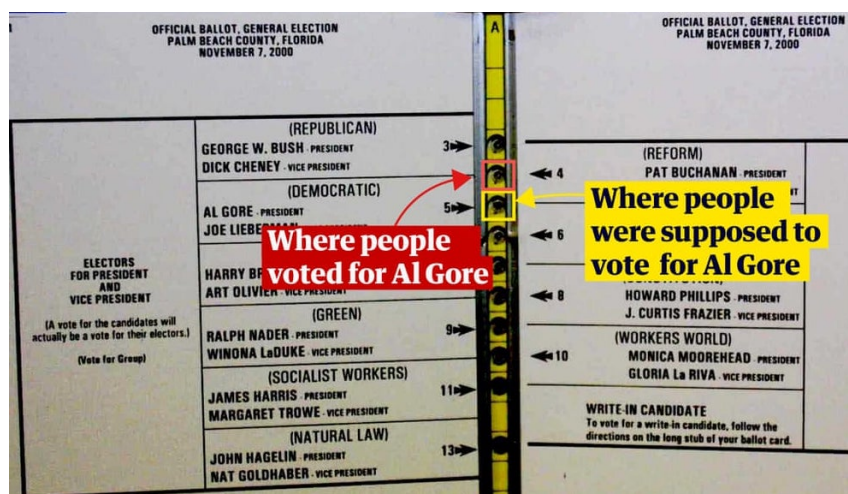 OFFICIAL BALLOT, GENERAL ELECTION
PALM BEACH COUNTY, FLORIDA
NOVEMBER 7, 2000
A
OFFICIAL BALLOT, GENERAL ELECTION
PALM BEACH COUNTY, FLORIDA
NOVEMBER 7, 2000
ELECTORS
FOR PRESIDENT
AND
VICE PRESIDENT
(A vote for the candidates will
actually be a vote for their electors.)
(Vote for Group)
(REPUBLICAN)
GEORGE W. BUSH - PRESIDENT
DICK CHENEY - VICE PRESIDENT
3
(DEMOCRATIC)
AL GORE - PRESIDENT
JOE
5
Where people
voted for Al Gore
HARRY
ART OLIVIER - VICE PRESIDENT
(GREEN)
RALPH NADER - PRESIDENT
WINONA LaDUKE - VICE PRESIDENT
9
(SOCIALIST WORKERS)
JAMES HARRIS - PRESIDENT
MARGARET TROWE - VICE PRESIDENT
11
(NATURAL LAW)
JOHN HAGELIN - PRESIDENT
NAT GOLDHABER - VICE PRESIDENT
13
(REFORM)
4
PAT BUCHANAN - PRESIDENT
Where people
were supposed to
vote for Al Gore
6
8
HOWARD PHILLIPS - PRESIDENT
J. CURTIS FRAZIER - VICE PRESIDENT
(WORKERS WORLD)
10
MONICA MOOREHEAD - PRESIDENT
GLORIA La RIVA - VICE PRESIDENT
WRITE-IN CANDIDATE
To vote for a write-in candidate, follow the
directions on the long stub of your ballot card.